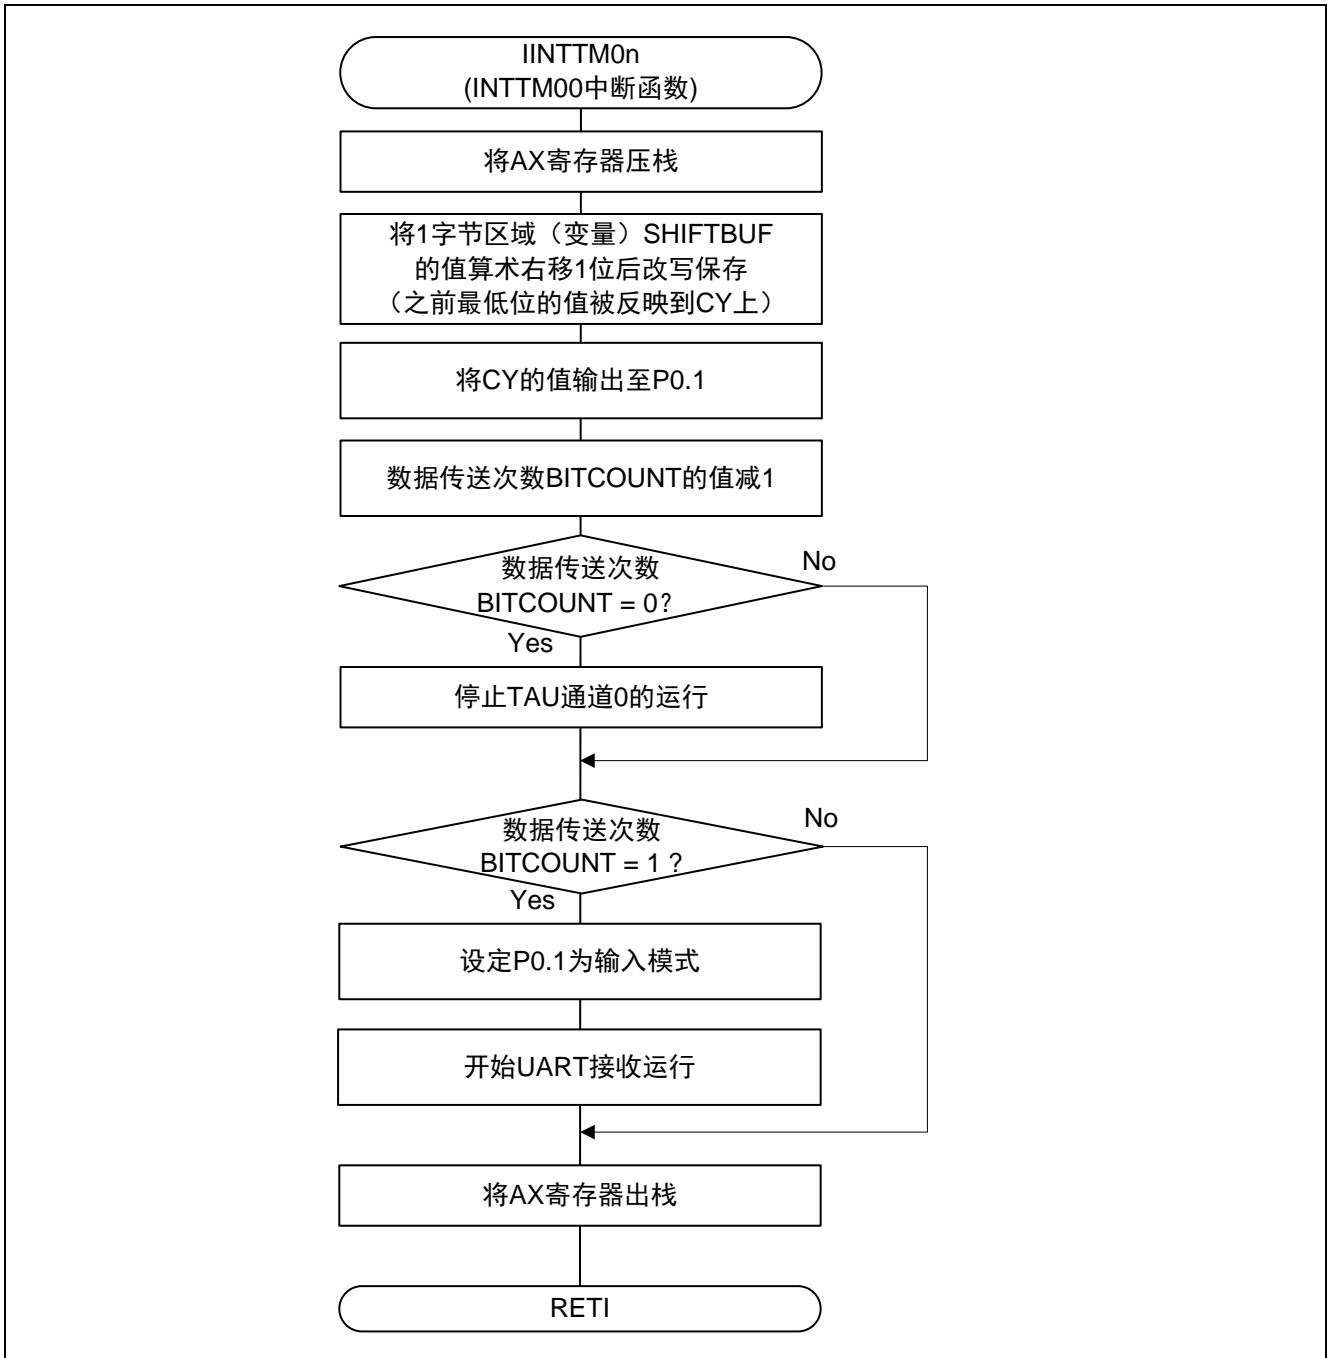 IINTTM0n
(INTTM00中断函数)
将AX寄存器压栈
将1字节区域（变量）SHIFTBUF
的值算术右移1位后改写保存
（之前最低位的值被反映到CY上）
将CY的值输出至P0.1
数据传送次数BITCOUNT的值减1
数据传送次数
BITCOUNT = 0?
No
Yes
停止TAU通道0的运行
数据传送次数
BITCOUNT = 1 ?
No
Yes
设定P0.1为输入模式
开始UART接收运行
将AX寄存器出栈
RETI